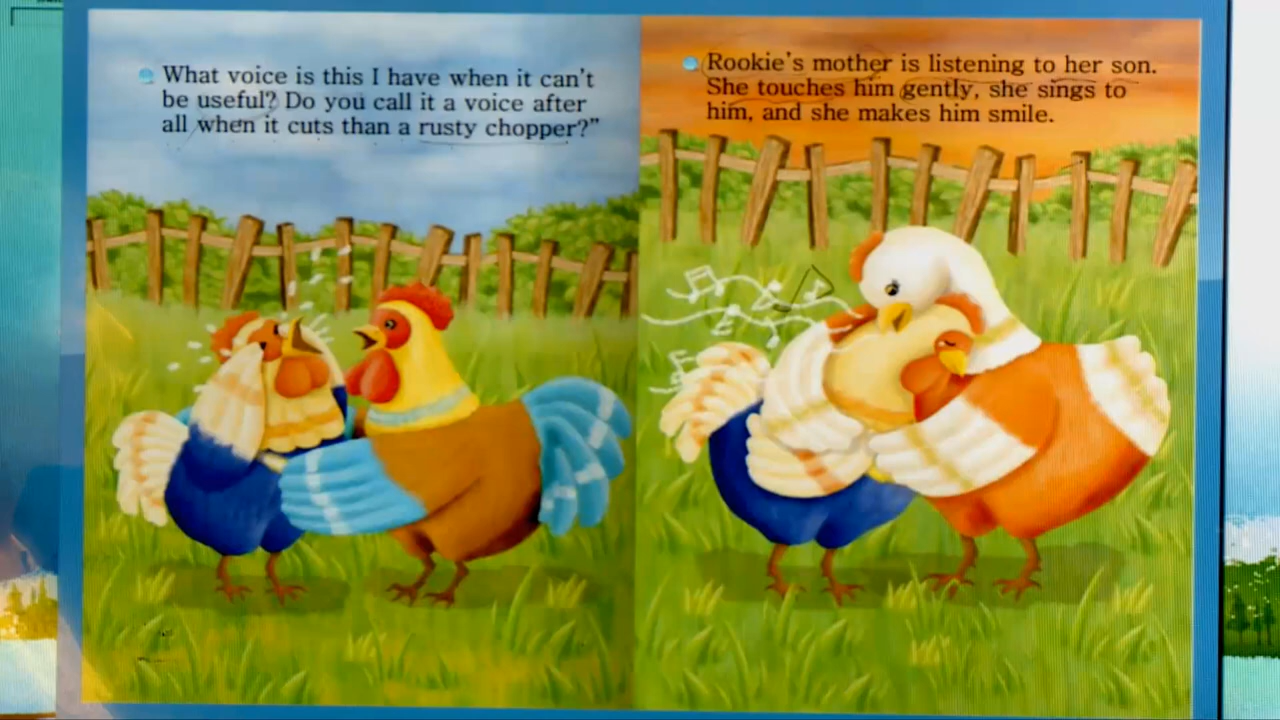 What voice is this I have when it can't
be useful? Do you call it a voice after
all when it cuts than a rusty chopper?”
Rookie's mother is listening to her son.
She touches him gently, she sings to
him, and she makes him smile.